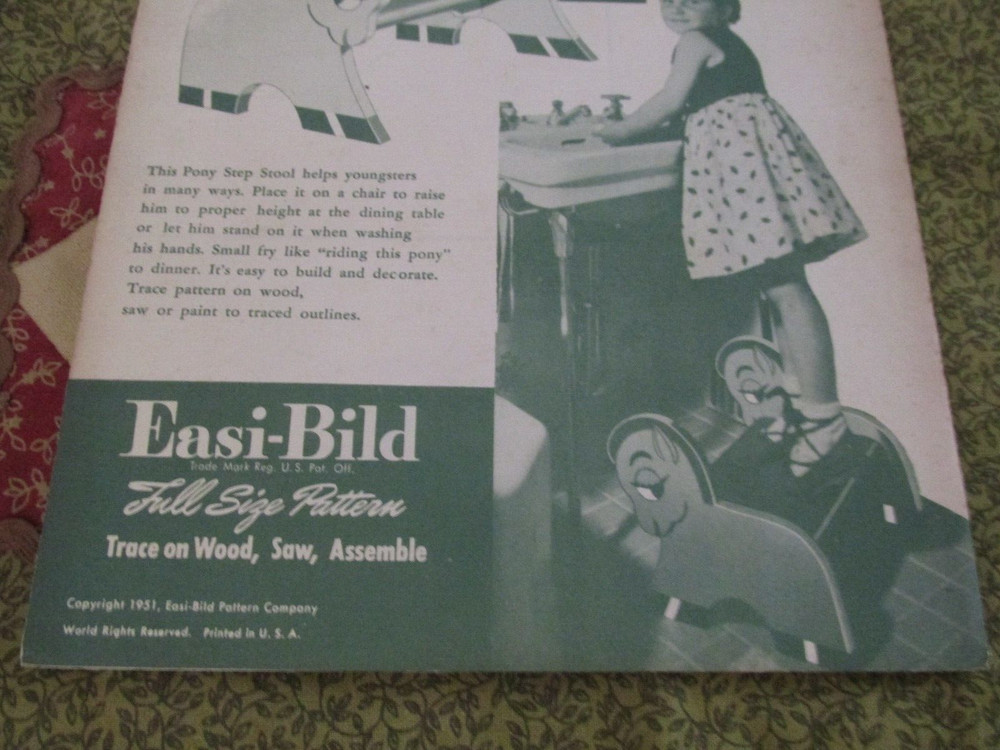 This Pony Step Stool helps youngsters
in many ways. Place it on a chair to raise
him to proper height at the dining table
or let him stand on it when washing
his hands. Small fry like “riding this pony”
to dinner. It's easy to build and decorate.
Trace pattern on wood,
saw or paint to traced outlines.
Easi-Bild
Trade Mark Reg. U.S. Pat. Off.
Full Size Pattern
Trace on Wood, Saw, Assemble
Copyright 1951, Easi-Bild Pattern Company
World Rights Reserved. Printed in U. S. A.